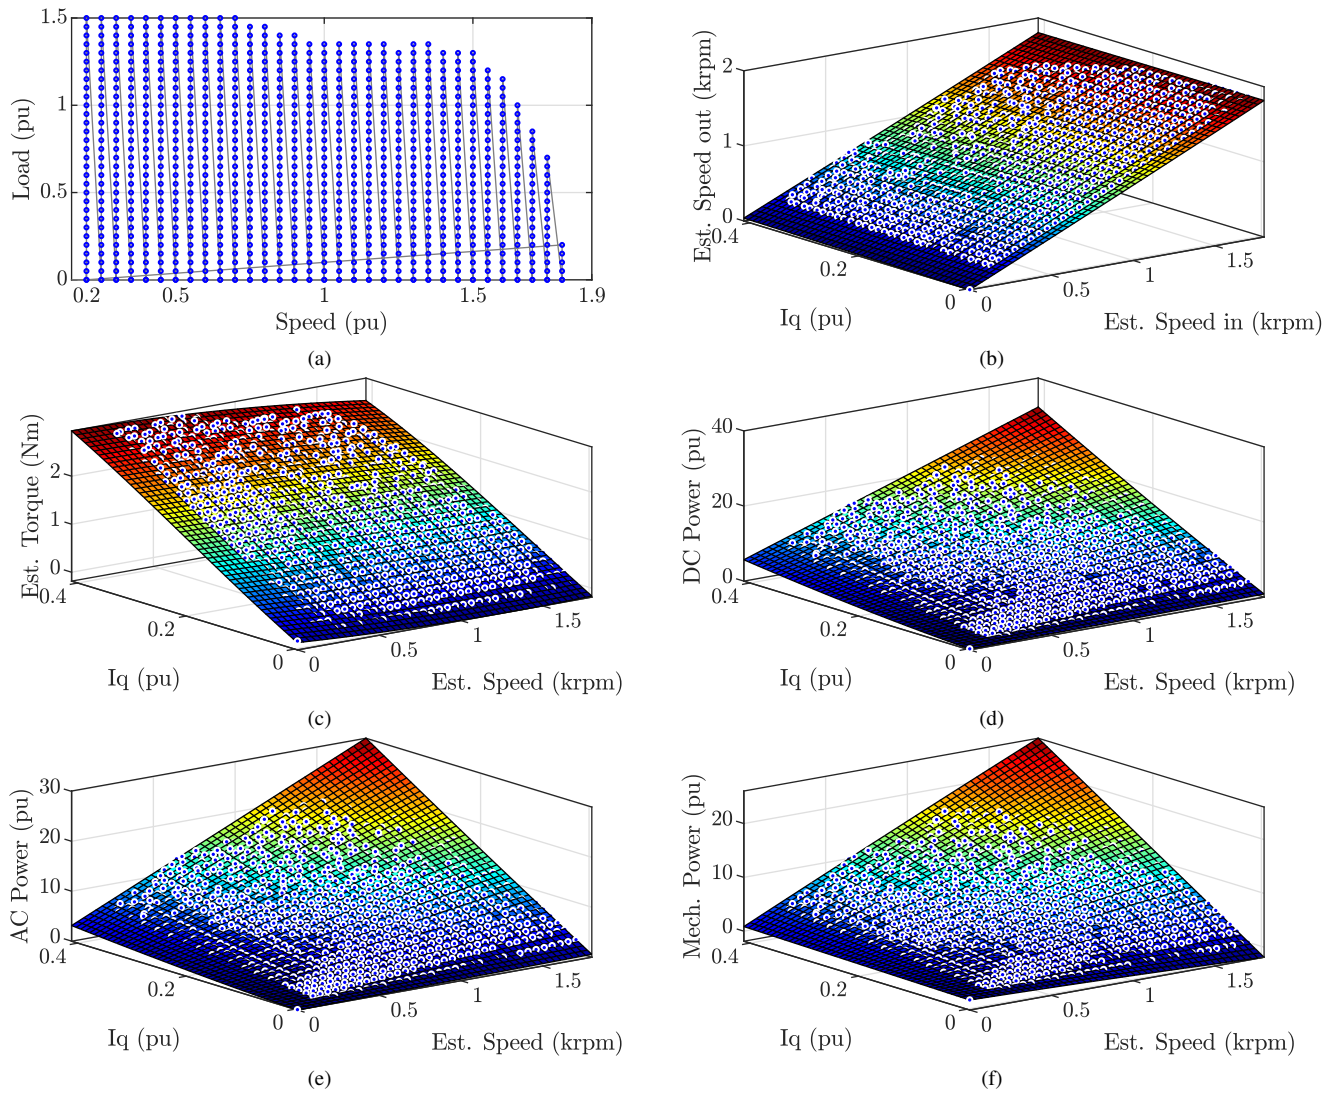 1.5
1
0.5
0
Load (pu)
0.2 0.5 1 1.5 1.9
Speed (pu)
(a)
2
1
0
Est. Speed out (krpm)
0.4
0.2
0
Iq (pu)
0
0.5
1
1.5
Est. Speed in (krpm)
(b)
2
1
0
Est. Torque (Nm)
0.4
0.2
0
Iq (pu)
0
0.5
1
1.5
Est. Speed (krpm)
(c)
40
20
0
DC Power (pu)
0.4
0.2
0
Iq (pu)
0
0.5
1
1.5
Est. Speed (krpm)
(d)
30
20
10
0
AC Power (pu)
0.4
0.2
0
Iq (pu)
0
0.5
1
1.5
Est. Speed (krpm)
(e)
20
10
0
Mech. Power (pu)
0.4
0.2
0
Iq (pu)
0
0.5
1
1.5
Est. Speed (krpm)
(f)